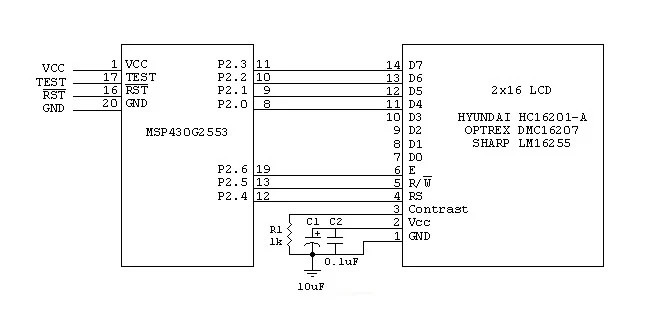 VCC 1 VCC P2.3 11 14 D7
TEST 17 TEST P2.2 10 13 D6
RST 16 RST P2.1 9 12 D5 2x16 LCD
GND 20 GND P2.0 8 11 D4
10 D3 HYUNDAI HC16201-A
MSP430G2553 9 D2 OPTREX DMC16207
8 D1 SHARP LM16255
7 D0
P2.6 19 6 E
P2.5 13 5 R/W
P2.4 12 4 RS
3 Contrast
C1 C2 2 Vcc
R1 + 1 GND
1k
0.1uF
10uF